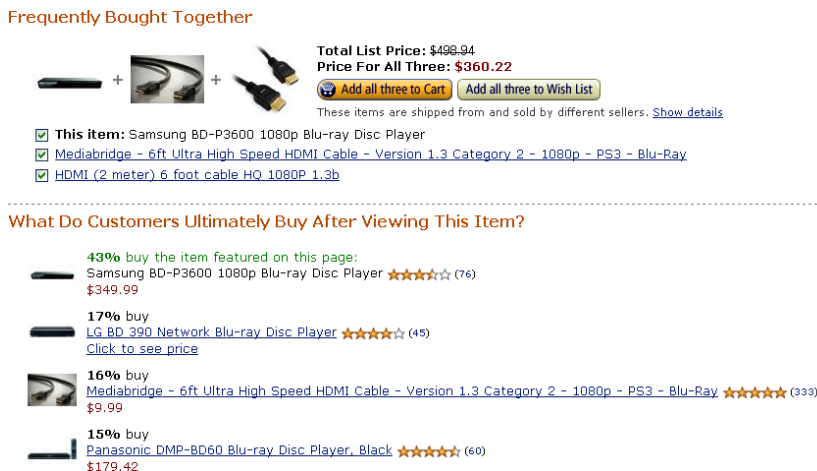 Frequently Bought Together
Total List Price: $498.94
Price For All Three: $360.22
Add all three to Cart Add all three to Wish List
These items are shipped from and sold by different sellers. Show details
This item: Samsung BD-P3600 1080p Blu-ray Disc Player
Mediabridge - 6ft Ultra High Speed HDMI Cable - Version 1.3 Category 2 - 1080p - PS3 - Blu-Ray
HDMI (2 meter) 6 foot cable HQ 1080P 1.3b
What Do Customers Ultimately Buy After Viewing This Item?
43% buy the item featured on this page:
Samsung BD-P3600 1080p Blu-ray Disc Player (76)
$349.99
17% buy
LG BD 390 Network Blu-ray Disc Player (45)
Click to see price
16% buy
Mediabridge - 6ft Ultra High Speed HDMI Cable - Version 1.3 Category 2 - 1080p - PS3 - Blu-Ray (333)
$9.99
15% buy
Panasonic DMP-BD60 Blu-ray Disc Player, Black (60)
$179.42